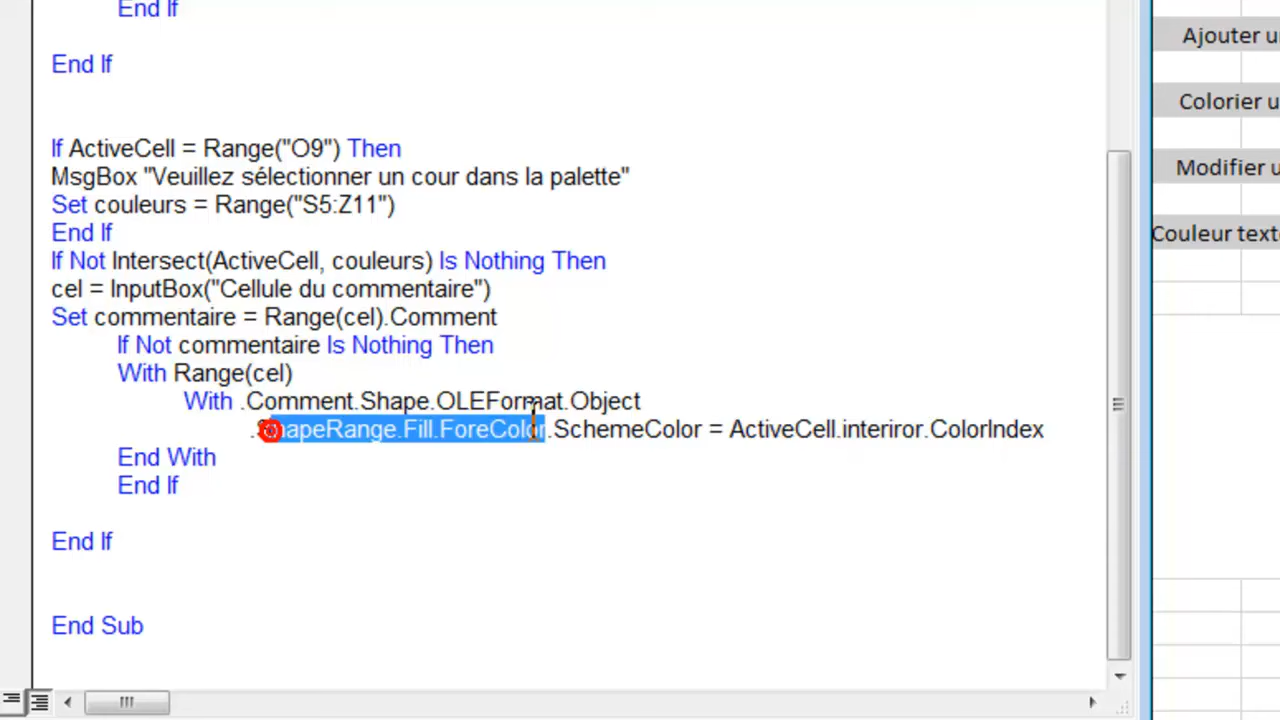 End If
End If
If ActiveCell = Range("O9") Then
MsgBox "Veuillez sélectionner un cour dans la palette"
Set couleurs = Range("S5:Z11")
End If
If Not Intersect(ActiveCell, couleurs) Is Nothing Then
cel = InputBox("Cellule du commentaire")
Set commentaire = Range(cel).Comment
If Not commentaire Is Nothing Then
With Range(cel)
With .Comment.Shape.OLEFormat.Object
.ShapeRange.Fill.ForeColor.SchemeColor = ActiveCell.interiror.ColorIndex
End With
End If
End If
End Sub
Ajouter u
Colorier u
Modifier u
Couleur text